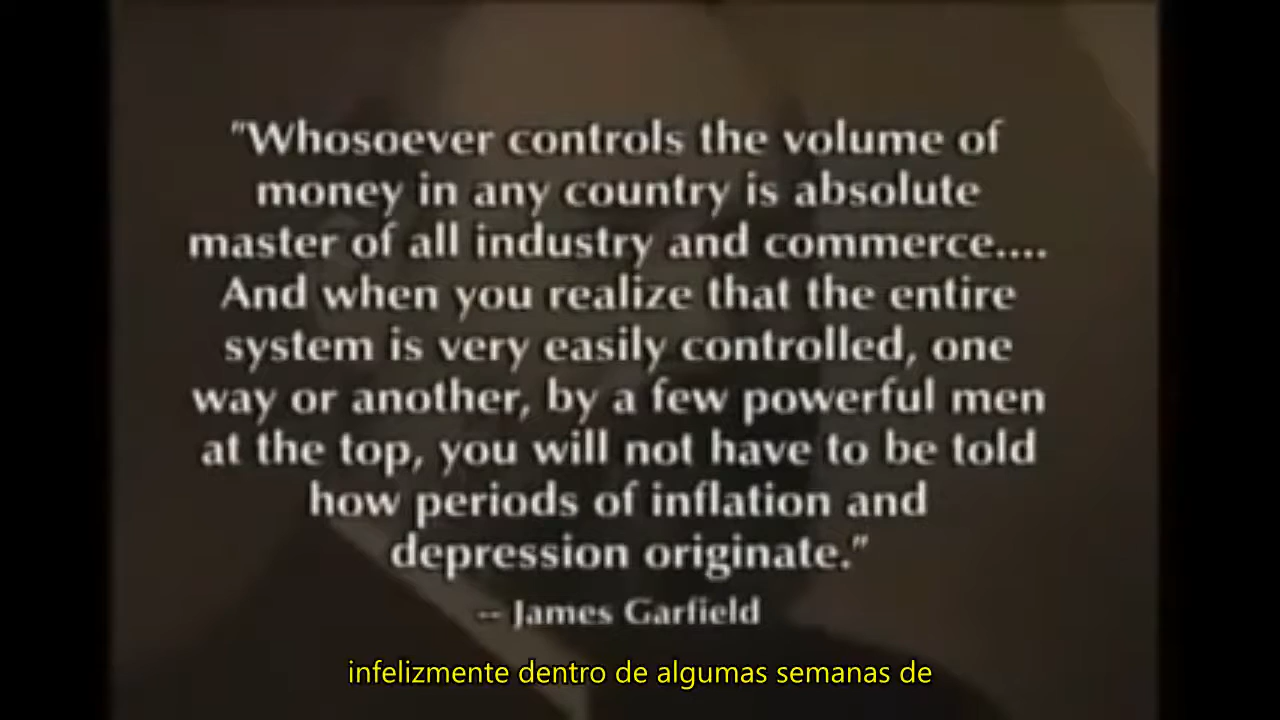 "Whosoever controls the volume of
money in any country is absolute
master of all industry and commerce....
And when you realize that the entire
system is very easily controlled, one
way or another, by a few powerful men
at the top, you will not have to be told
how periods of inflation and
depression originate."
-- James Garfield
infelizmente dentro de algumas semanas de